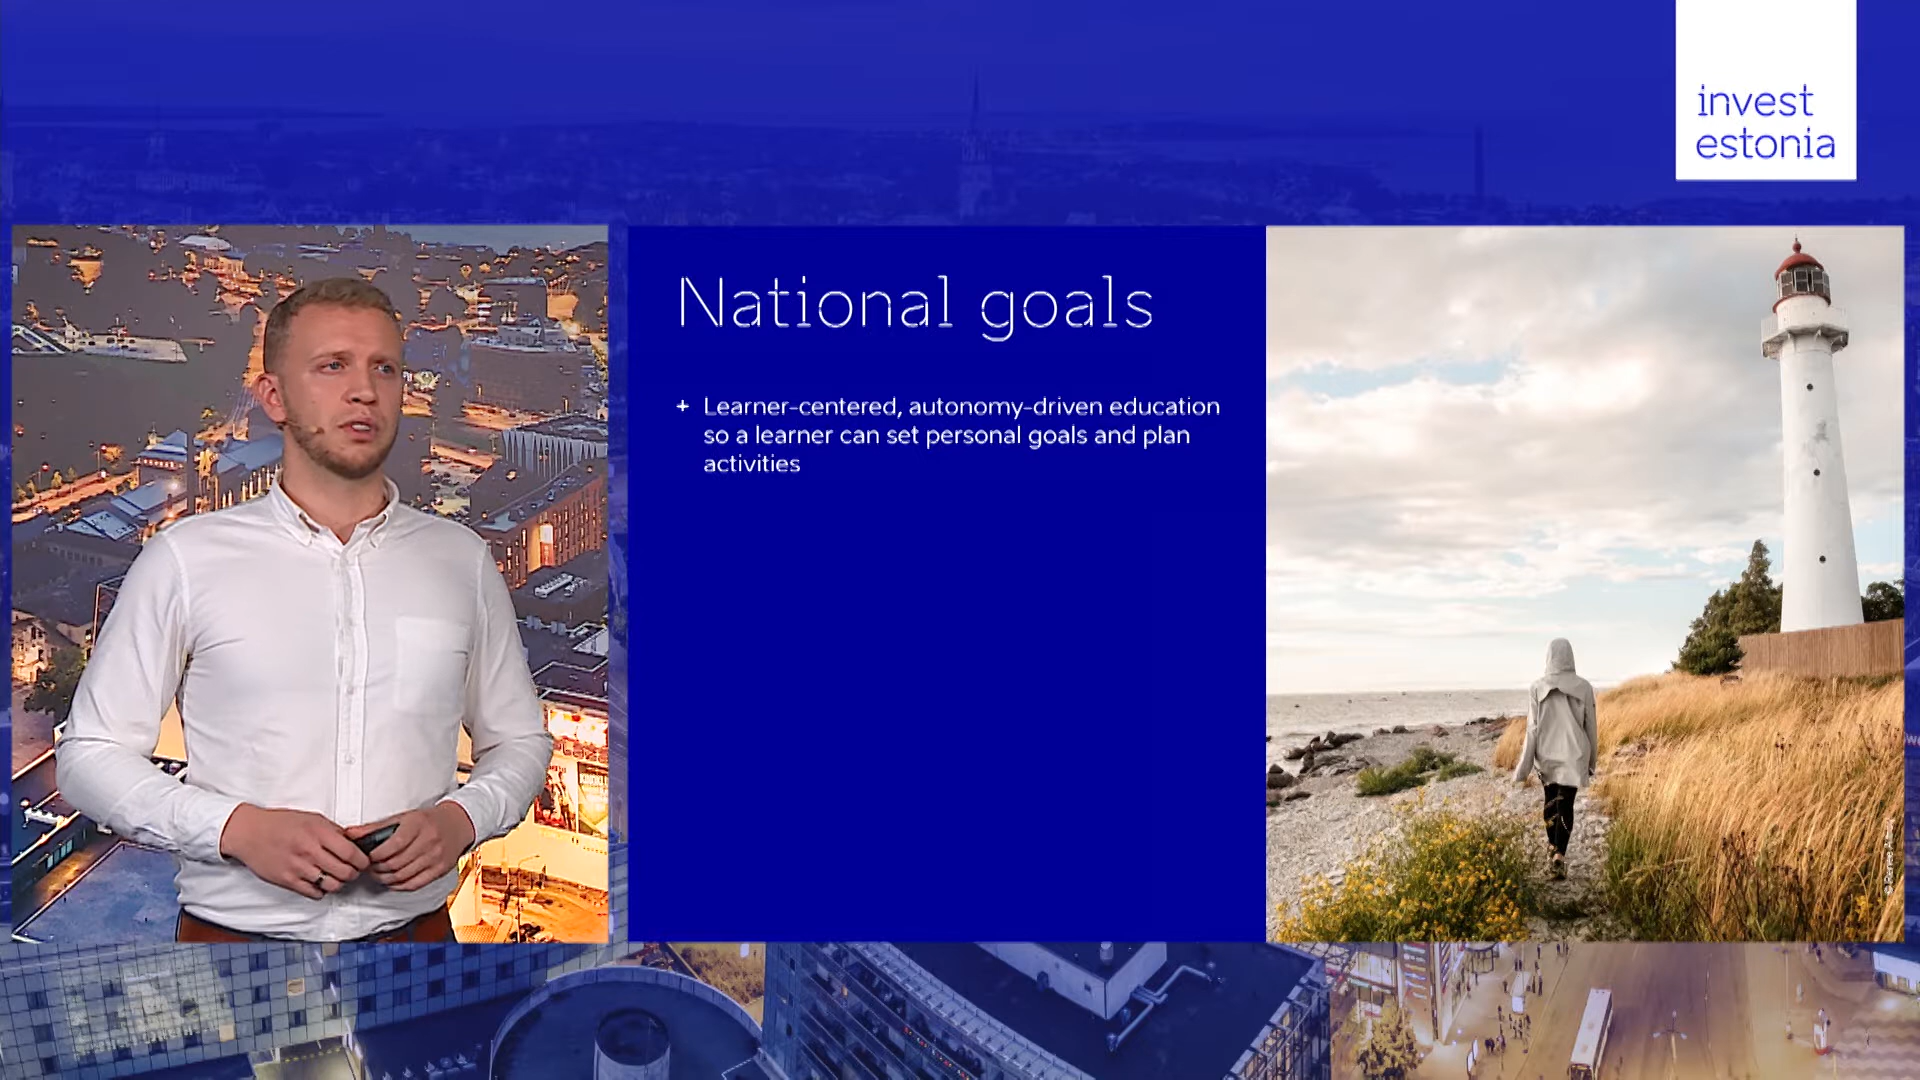 invest
estonia
National goals
+ Learner-centered, autonomy-driven education
so a learner can set personal goals and plan
activities